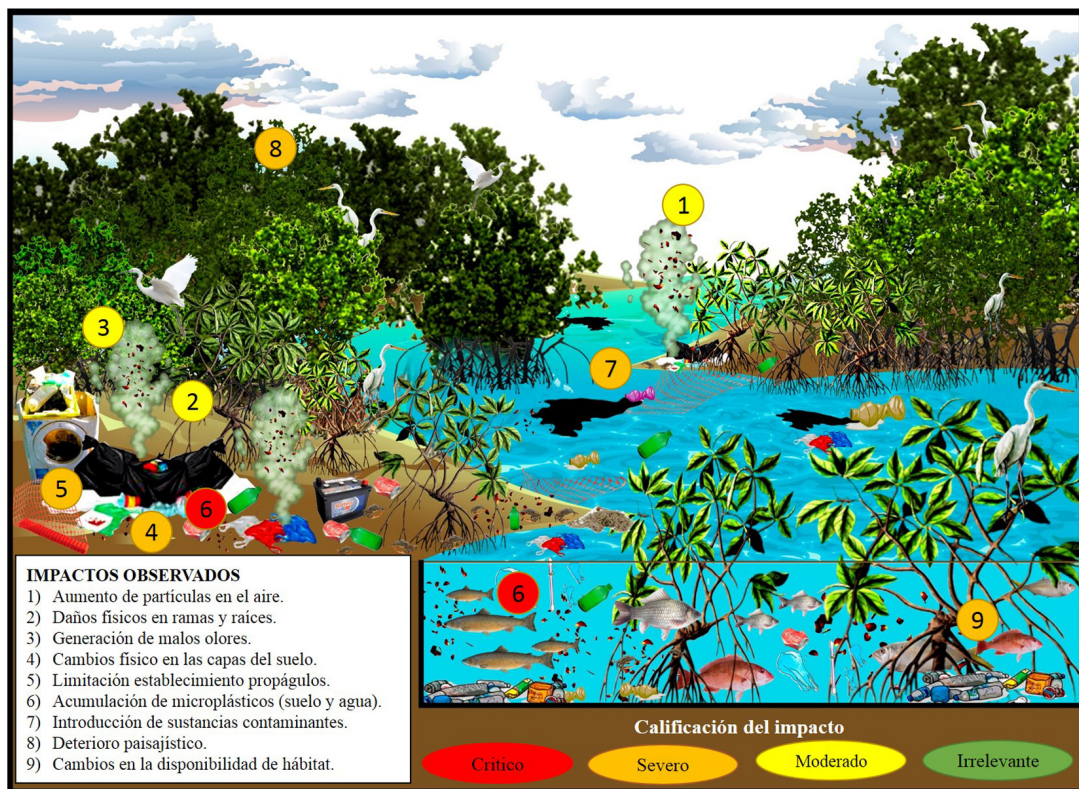 8
1
3
2
7
5
6
4
6
9
IMPACTOS OBSERVADOS
1) Aumento de partículas en el aire.
2) Daños físicos en ramas y raíces.
3) Generación de malos olores.
4) Cambios físico en las capas del suelo.
5) Limitación establecimiento propágulos.
6) Acumulación de microplásticos (suelo y agua).
7) Introducción de sustancias contaminantes.
8) Deterioro paisajístico.
9) Cambios en la disponibilidad de hábitat.
Calificación del impacto
Critico
Severo
Moderado
Irrelevante